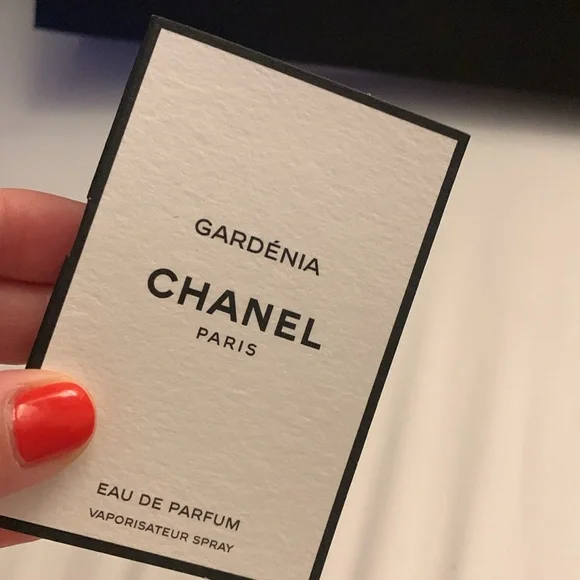 GARDÉNIA
CHANEL
PARIS
EAU DE PARFUM
VAPORISATEUR SPRAY